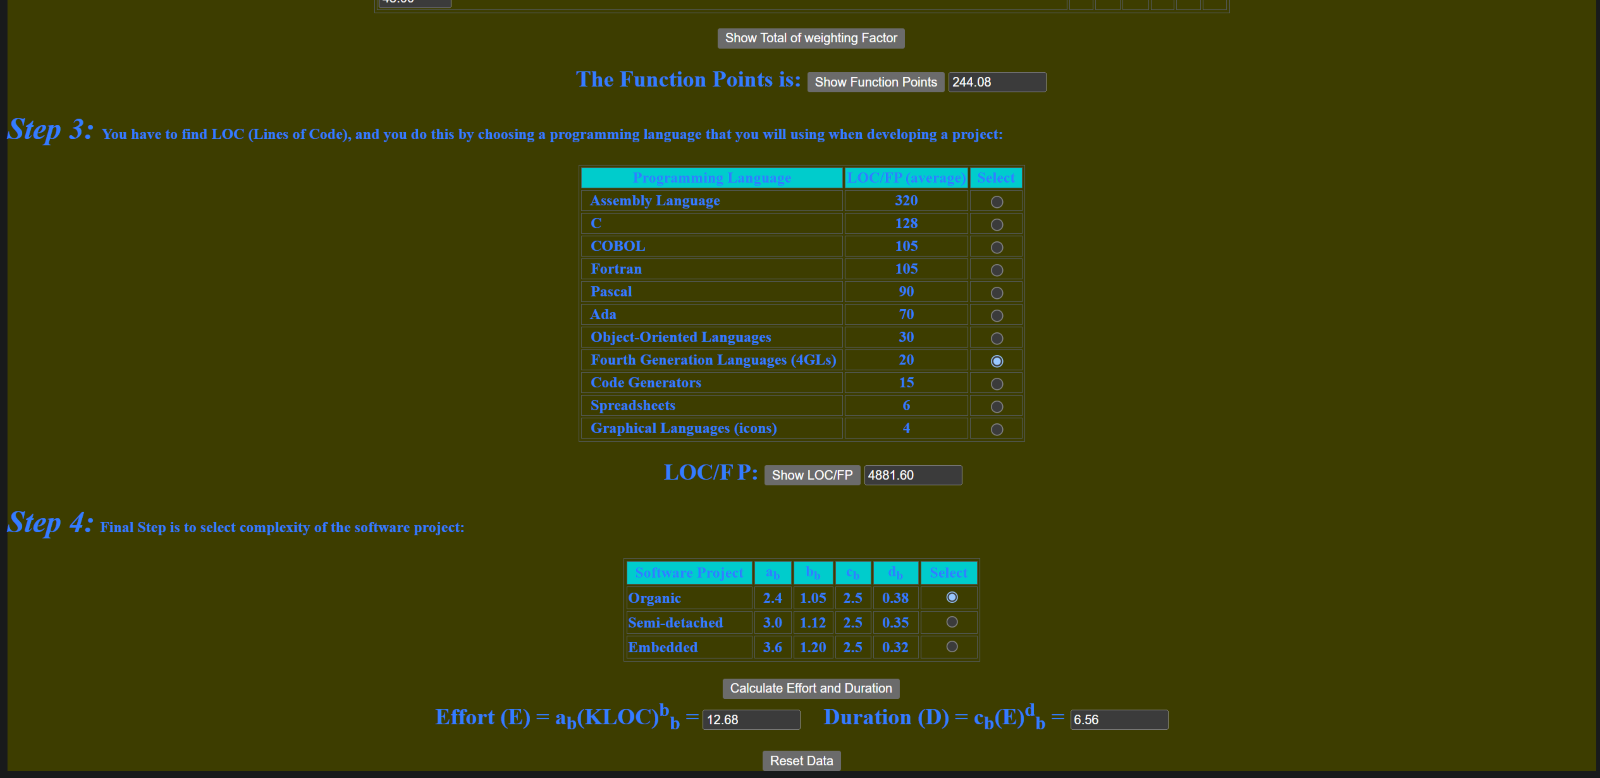 Show Total of weighting Factor
The Function Points is: Show Function Points 244.08
Step 3: You have to find LOC (Lines of Code), and you do this by choosing a programming language that you will using when developing a project:
Programming Language LOC/FP (average) Select
Assembly Language 320
C 128
COBOL 105
Fortran 105
Pascal 90
Ada 70
Object-Oriented Languages 30
Fourth Generation Languages (4GLs) 20
Code Generators 15
Spreadsheets 6
Graphical Languages (icons) 4
LOC/F P: Show LOC/FP 4881.60
Step 4: Final Step is to select complexity of the software project:
Software Project ab bb cb db Select
Organic 2.4 1.05 2.5 0.38
Semi-detached 3.0 1.12 2.5 0.35
Embedded 3.6 1.20 2.5 0.32
Calculate Effort and Duration
Effort (E) = ab(KLOC)bb = 12.68 Duration (D) = cb(E)db = 6.56
Reset Data